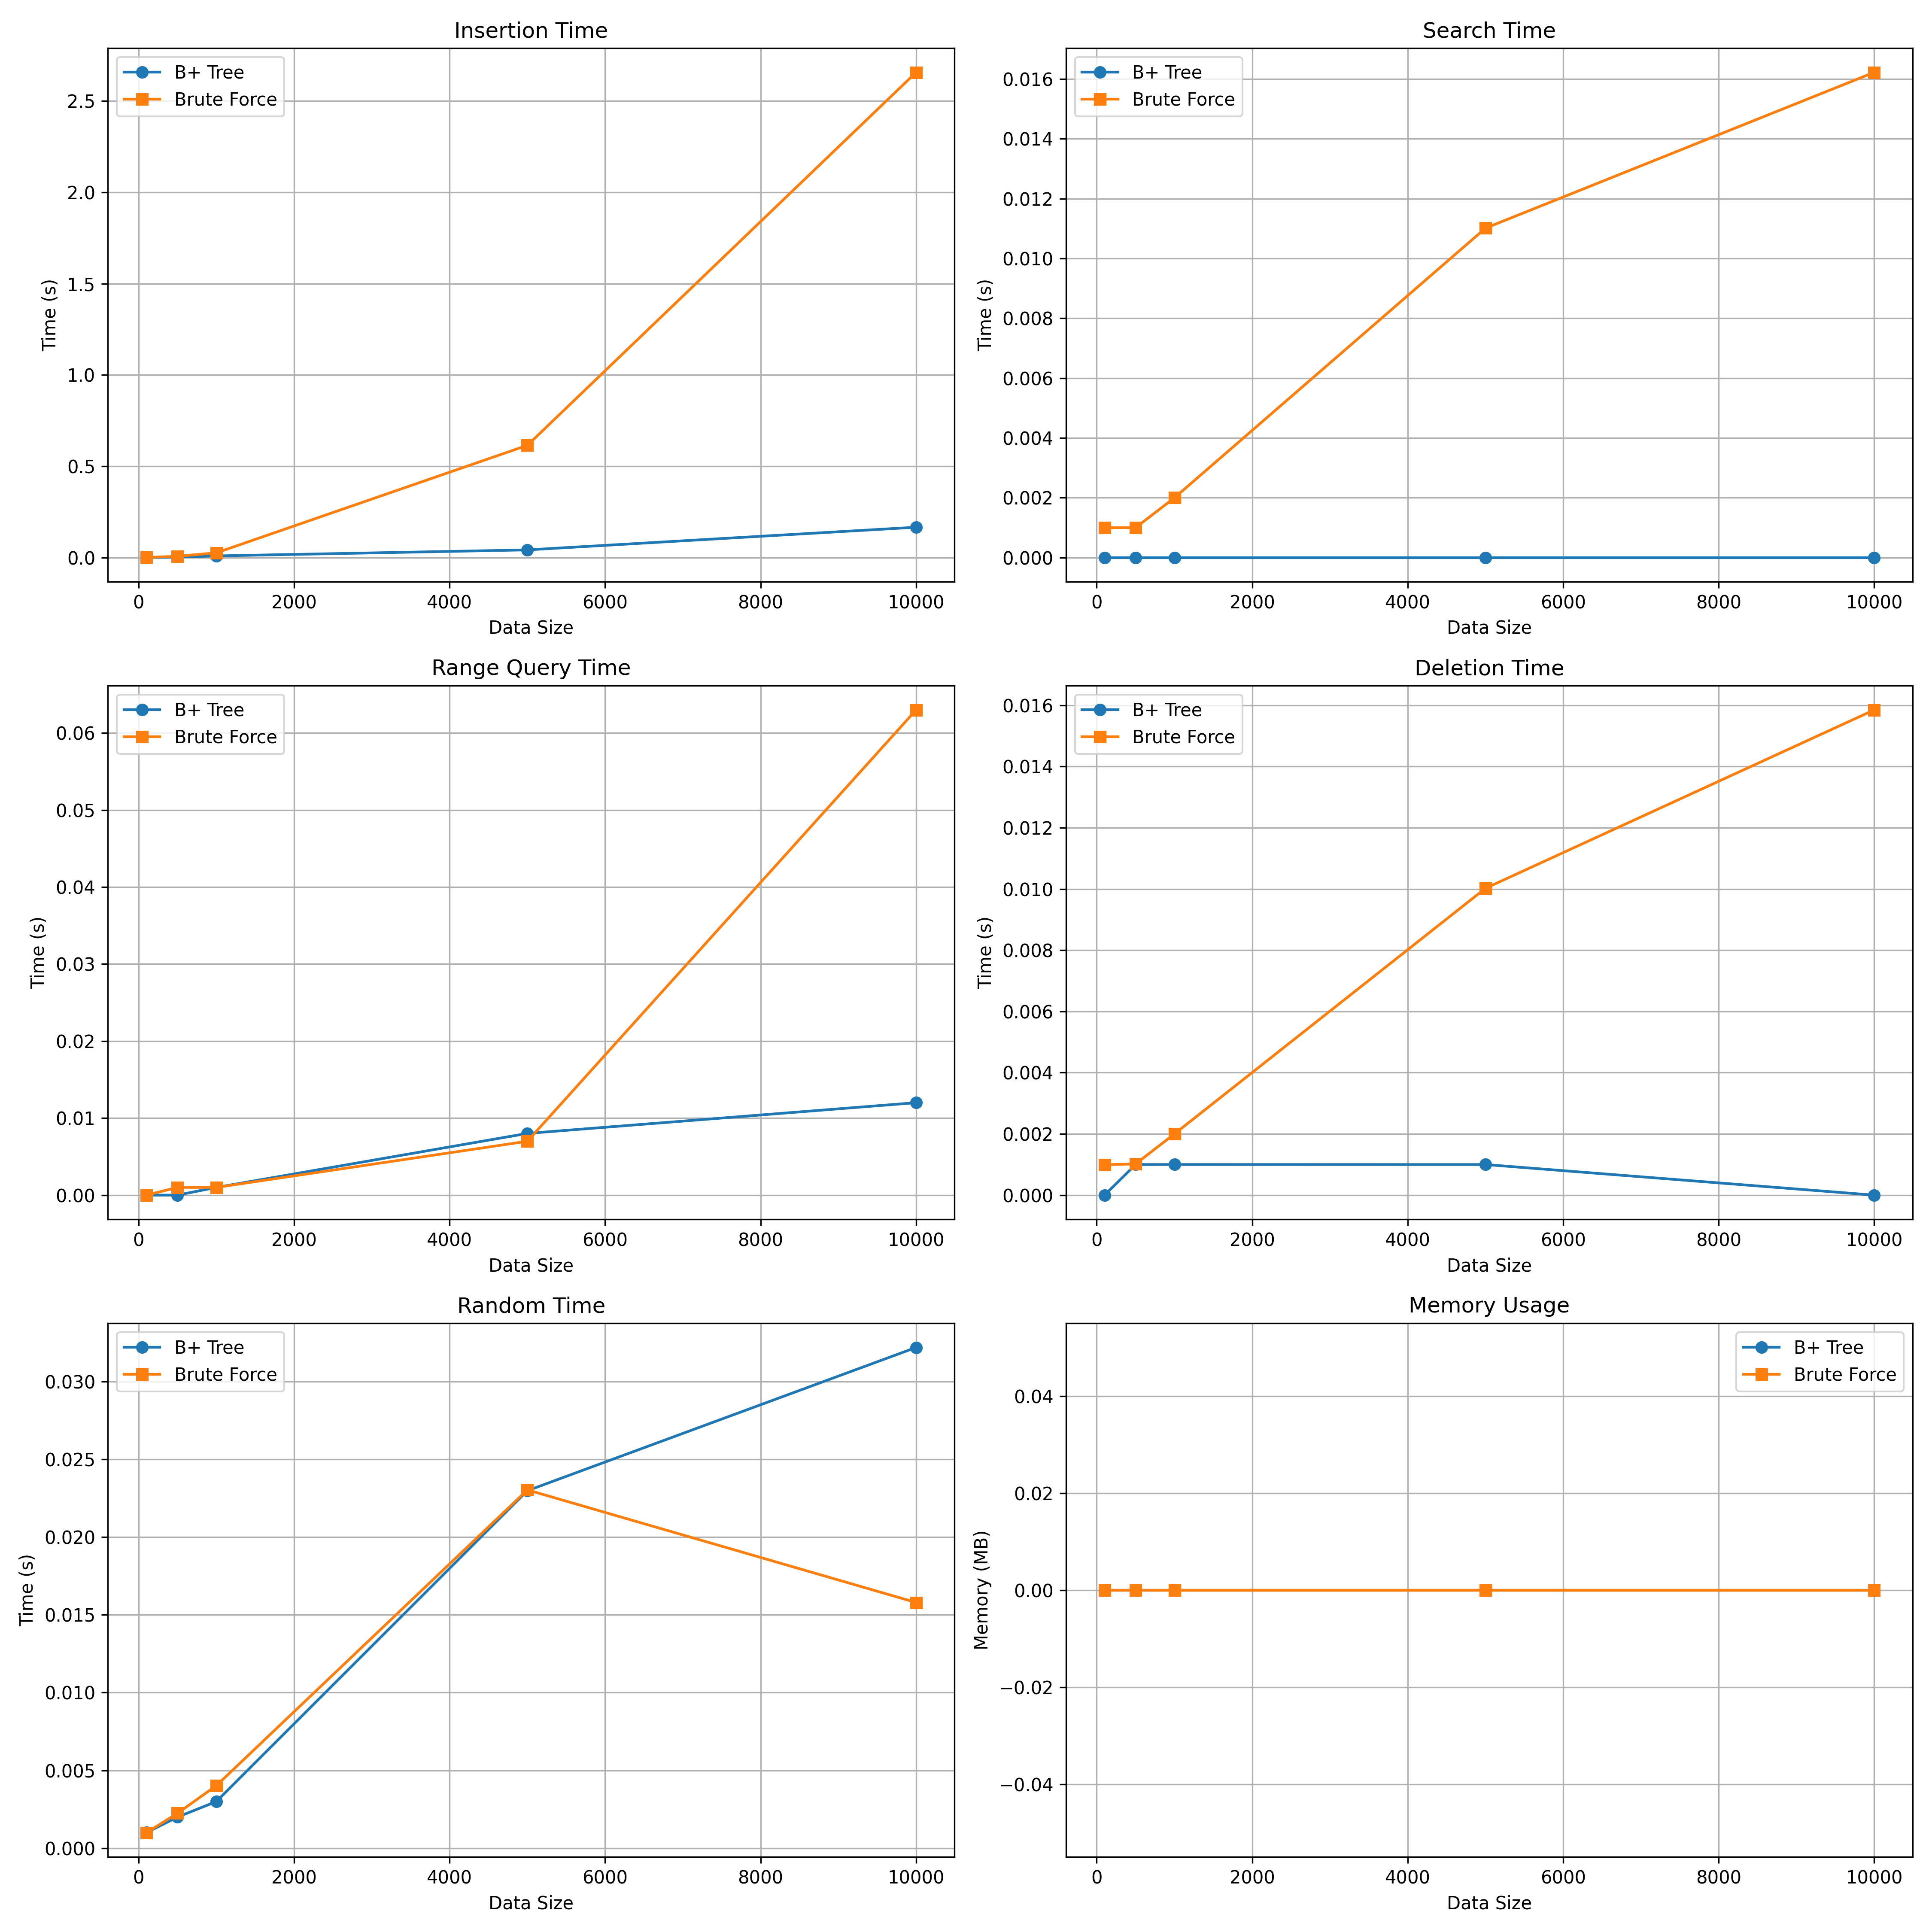 Insertion Time
B+ Tree
Brute Force
2.5
2.0
1.5
1.0
0.5
0.0
Time (s)
0 2000 4000 6000 8000 10000
Data Size
Search Time
B+ Tree
Brute Force
0.016
0.014
0.012
0.010
0.008
0.006
0.004
0.002
0.000
Time (s)
0 2000 4000 6000 8000 10000
Data Size
Range Query Time
B+ Tree
Brute Force
0.06
0.05
0.04
0.03
0.02
0.01
0.00
Time (s)
0 2000 4000 6000 8000 10000
Data Size
Deletion Time
B+ Tree
Brute Force
0.016
0.014
0.012
0.010
0.008
0.006
0.004
0.002
0.000
Time (s)
0 2000 4000 6000 8000 10000
Data Size
Random Time
B+ Tree
Brute Force
0.030
0.025
0.020
0.015
0.010
0.005
0.000
Time (s)
0 2000 4000 6000 8000 10000
Data Size
Memory Usage
B+ Tree
Brute Force
0.04
0.02
0.00
−0.02
−0.04
Memory (MB)
0 2000 4000 6000 8000 10000
Data Size